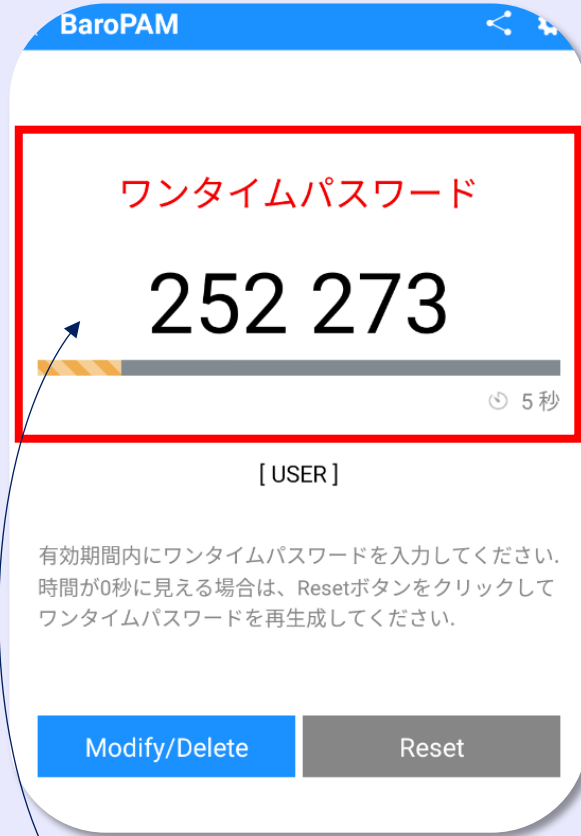 BaroPAM
ワンタイムパスワード
252 273
5 秒
[ USER ]
有効期間内にワンタイムパスワードを入力してください.
時間が0秒に見える場合は、Resetボタンをクリックして
ワンタイムパスワードを再生成してください.
Modify/Delete
Reset